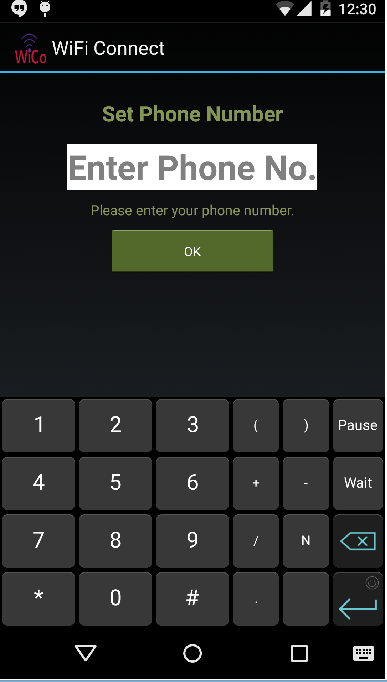 12:30
WiCo WiFi Connect
Set Phone Number
Enter Phone No.
Please enter your phone number.
OK
1 2 3 ( ) Pause
4 5 6 + - Wait
7 8 9 / N
* 0 # .